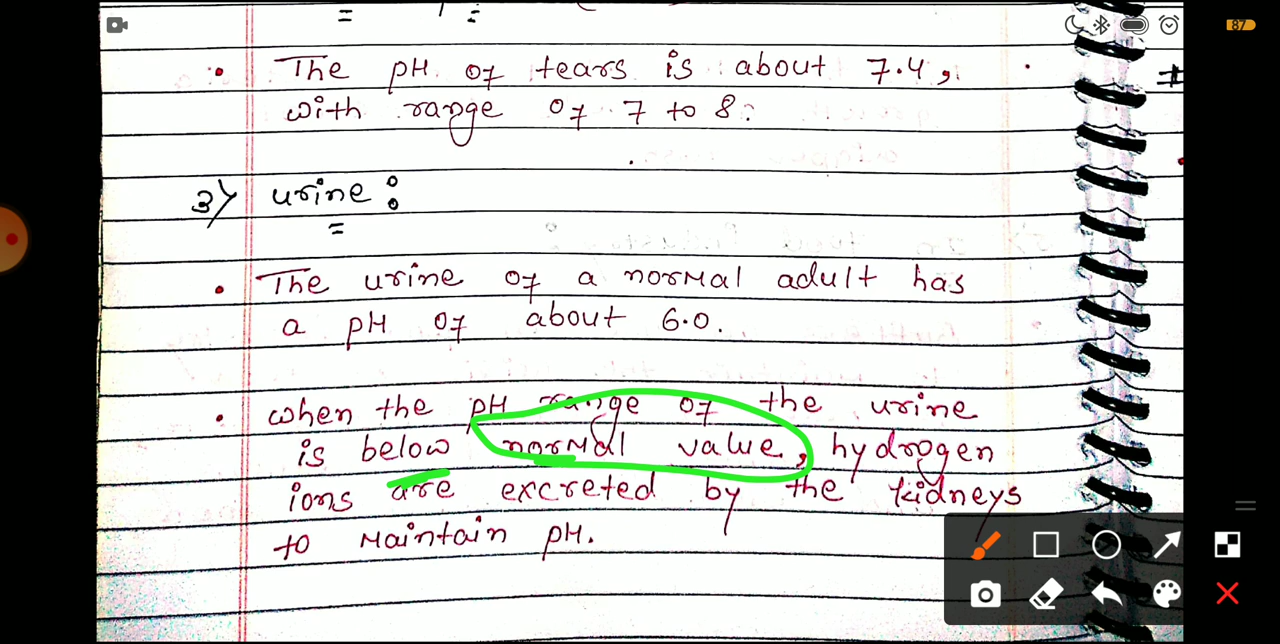 The pH of tears is about 7.4,
with range of 7 to 8.
3) urine :
The urine of a normal adult has
a pH of about 6.0.
when the pH range of the urine
is below normal value, hydrogen
ions are excreted by the kidneys
to maintain pH.
87